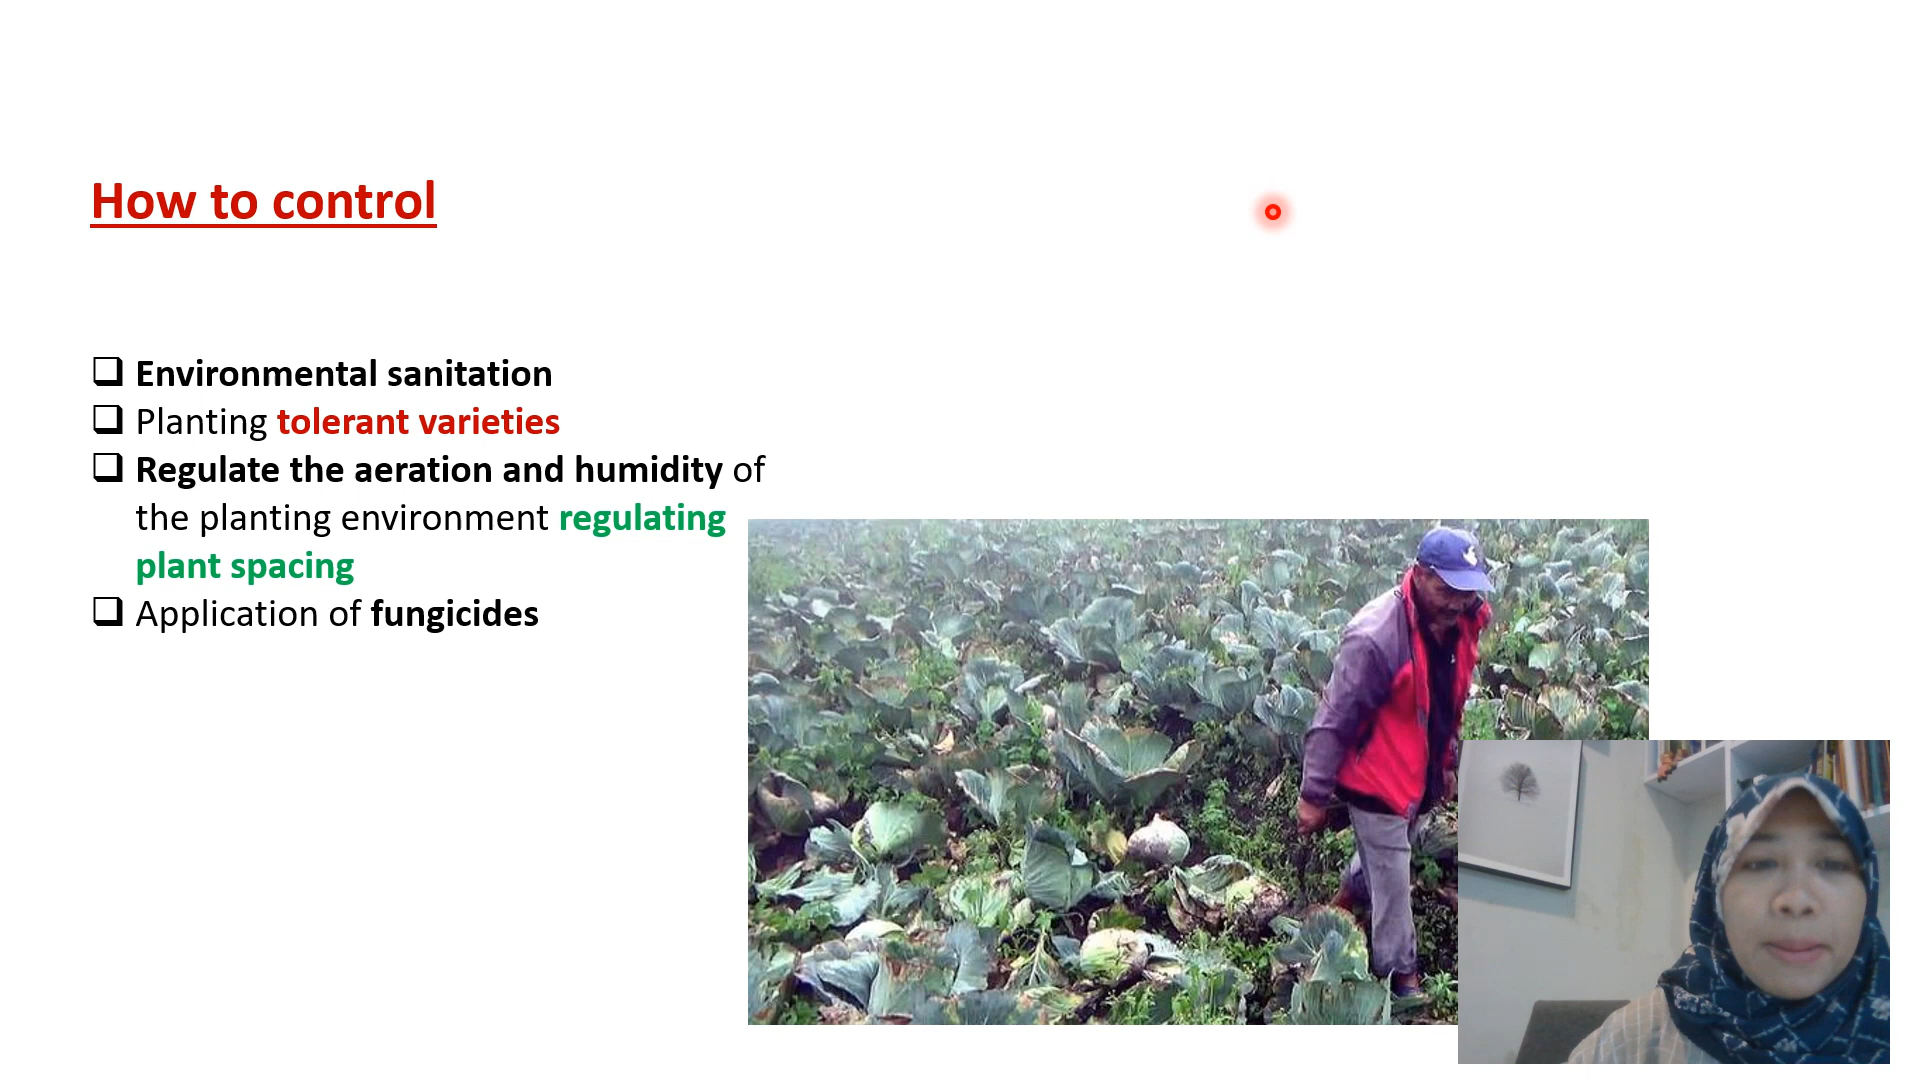 How to control
❑ Environmental sanitation
❑ Planting tolerant varieties
❑ Regulate the aeration and humidity of
the planting environment regulating
plant spacing
❑ Application of fungicides